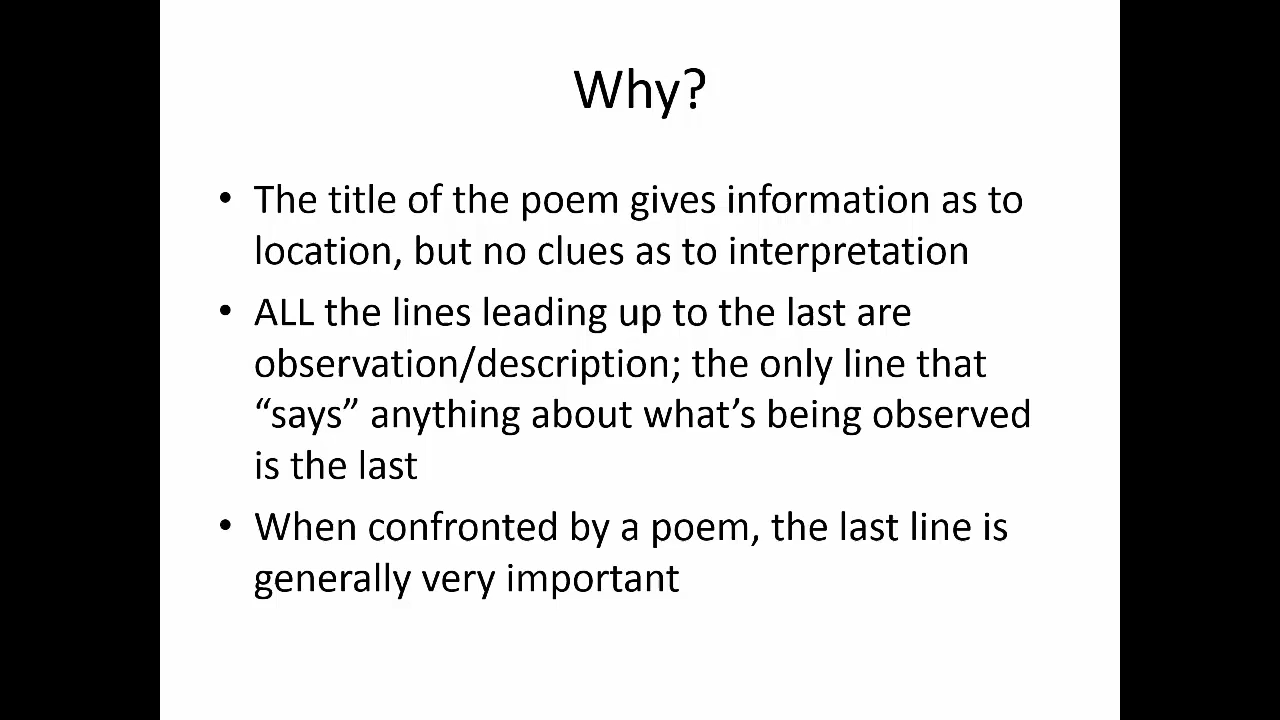 Why?
• The title of the poem gives information as to
location, but no clues as to interpretation
• ALL the lines leading up to the last are
observation/description; the only line that
“says” anything about what’s being observed
is the last
• When confronted by a poem, the last line is
generally very important